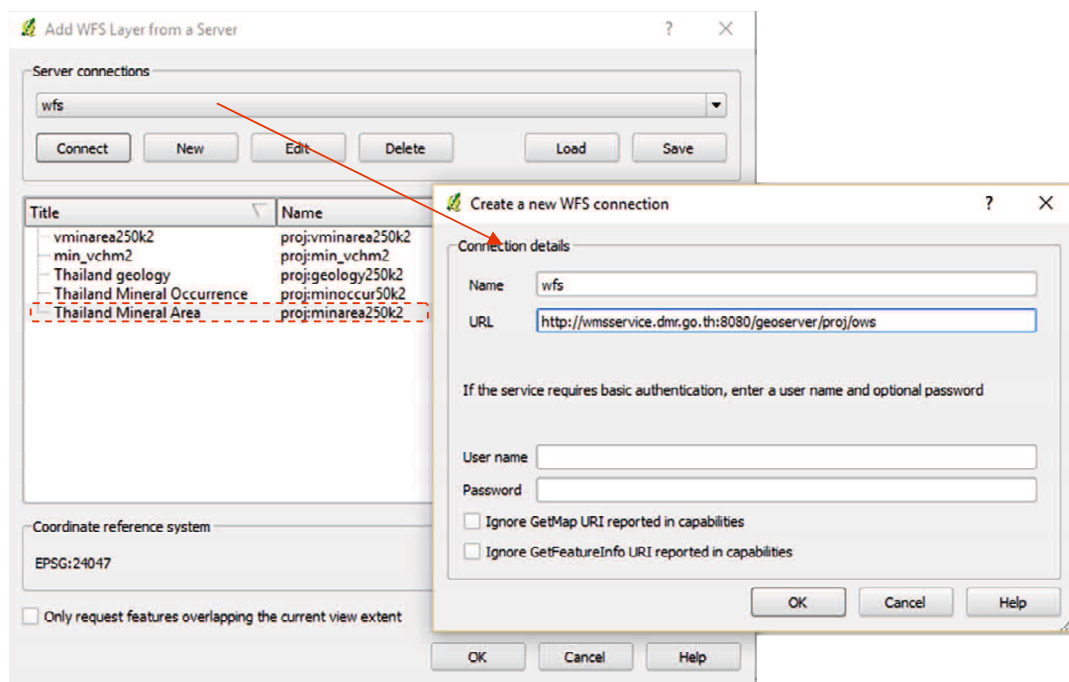 Add WFS Layer from a Server
?
Server connections
wfs
Connect New Edit Delete Load Save
Title Name
vminarea250k2 proj:vminarea250k2
min_vchm2 proj:min_vchm2
Thailand geology proj:geology250k2
Thailand Mineral Occurrence proj:minoccur50k2
Thailand Mineral Area proj:minarea250k2
Coordinate reference system
EPSG:24047
Only request features overlapping the current view extent
OK Cancel Help
Create a new WFS connection
?
Connection details
Name wfs
URL http://wmsservice.dmr.go.th:8080/geoserver/proj/ows
If the service requires basic authentication, enter a user name and optional password
User name
Password
Ignore GetMap URI reported in capabilities
Ignore GetFeatureInfo URI reported in capabilities
OK Cancel Help